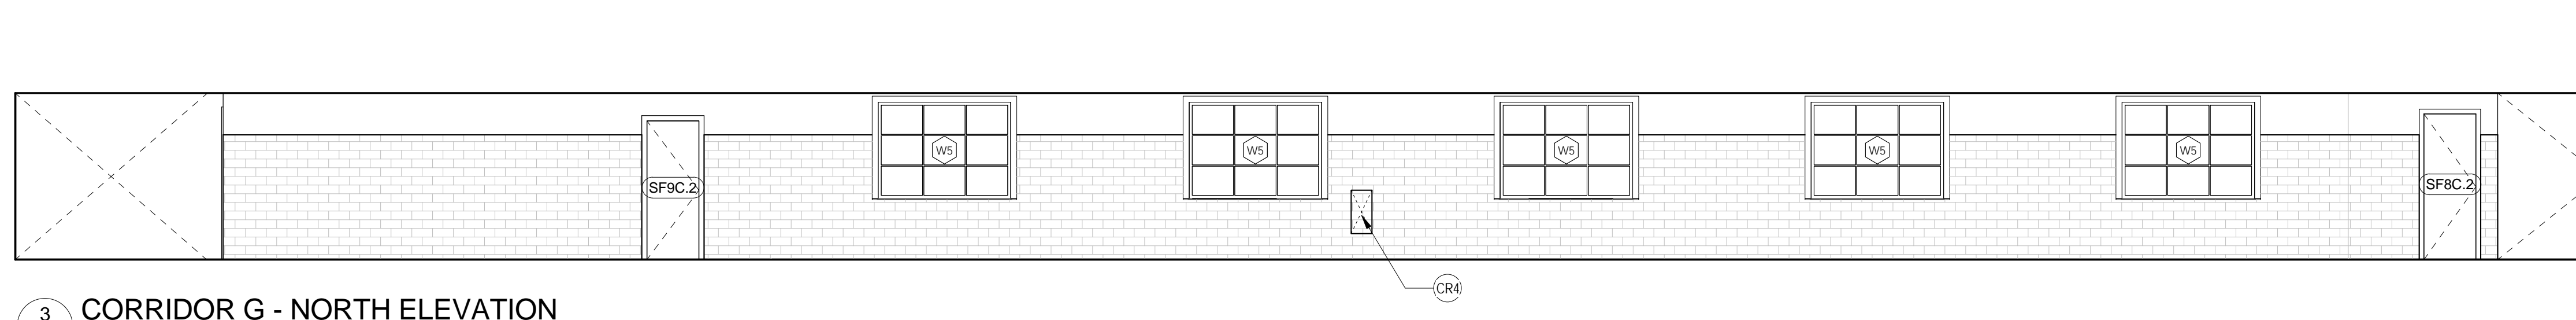 W5
W5
W5
W5
W5
SF9C.2
SF8C.2
CR4
3
CORRIDOR G - NORTH ELEVATION